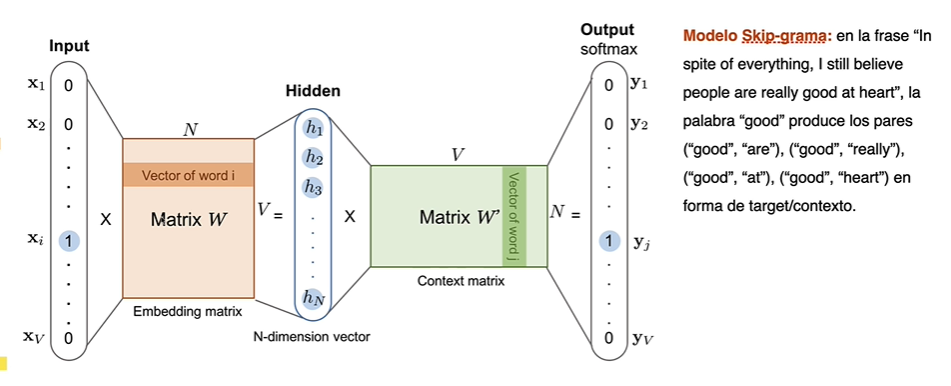 Input
x1 0
x2 0
xi 1
xV 0
X
N
Vector of word i
Matrix W
V =
Embedding matrix
Hidden
h1
h2
h3
hN
N-dimension vector
X
V
Matrix W’
Vector of word j
N =
Context matrix
Output
softmax
0 y1
0 y2
1 yj
0 yV
Modelo Skip-grama: en la frase “In
spite of everything, I still believe
people are really good at heart”, la
palabra “good” produce los pares
(“good”, “are”), (“good”, “really”),
(“good”, “at”), (“good”, “heart”) en
forma de target/contexto.